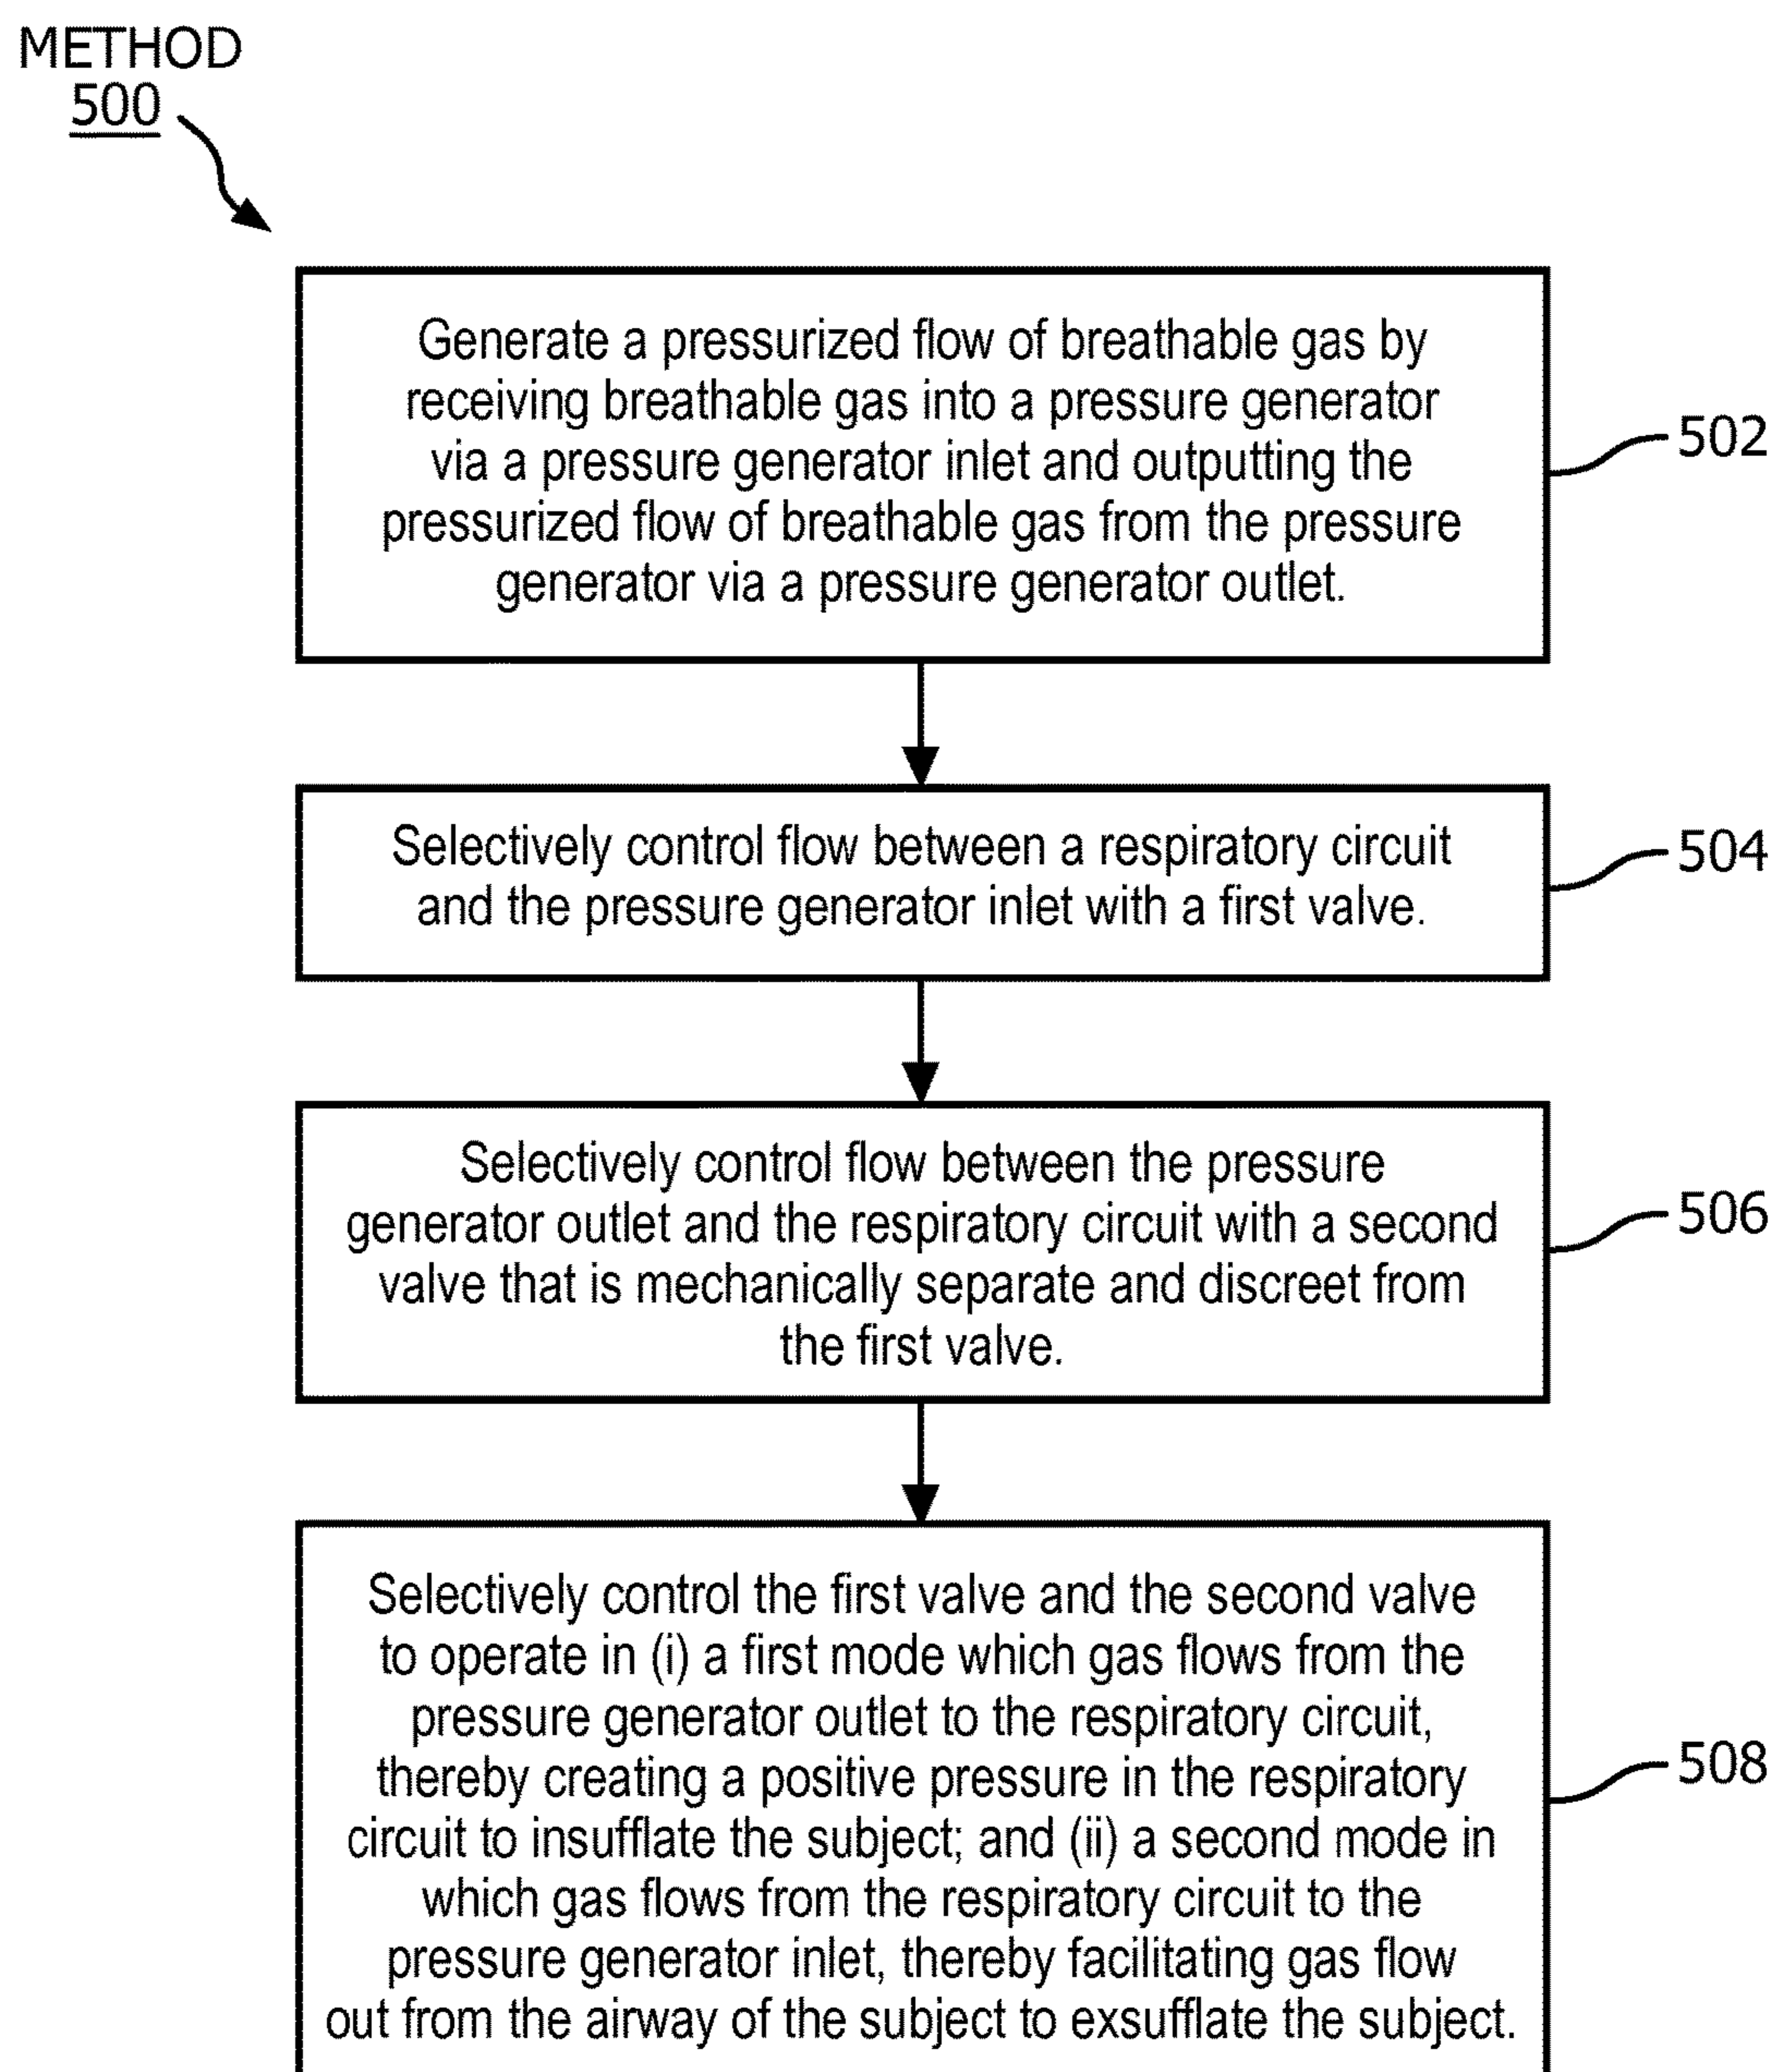 METHOD
500
Generate a pressurized flow of breathable gas by
receiving breathable gas into a pressure generator
via a pressure generator inlet and outputting the
pressurized flow of breathable gas from the pressure
generator via a pressure generator outlet.
502
Selectively control flow between a respiratory circuit
and the pressure generator inlet with a first valve.
504
Selectively control flow between the pressure
generator outlet and the respiratory circuit with a second
valve that is mechanically separate and discreet from
the first valve.
506
Selectively control the first valve and the second valve
to operate in (i) a first mode which gas flows from the
pressure generator outlet to the respiratory circuit,
thereby creating a positive pressure in the respiratory
circuit to insufflate the subject; and (ii) a second mode in
which gas flows from the respiratory circuit to the
pressure generator inlet, thereby facilitating gas flow
out from the airway of the subject to exsufflate the subject.
508